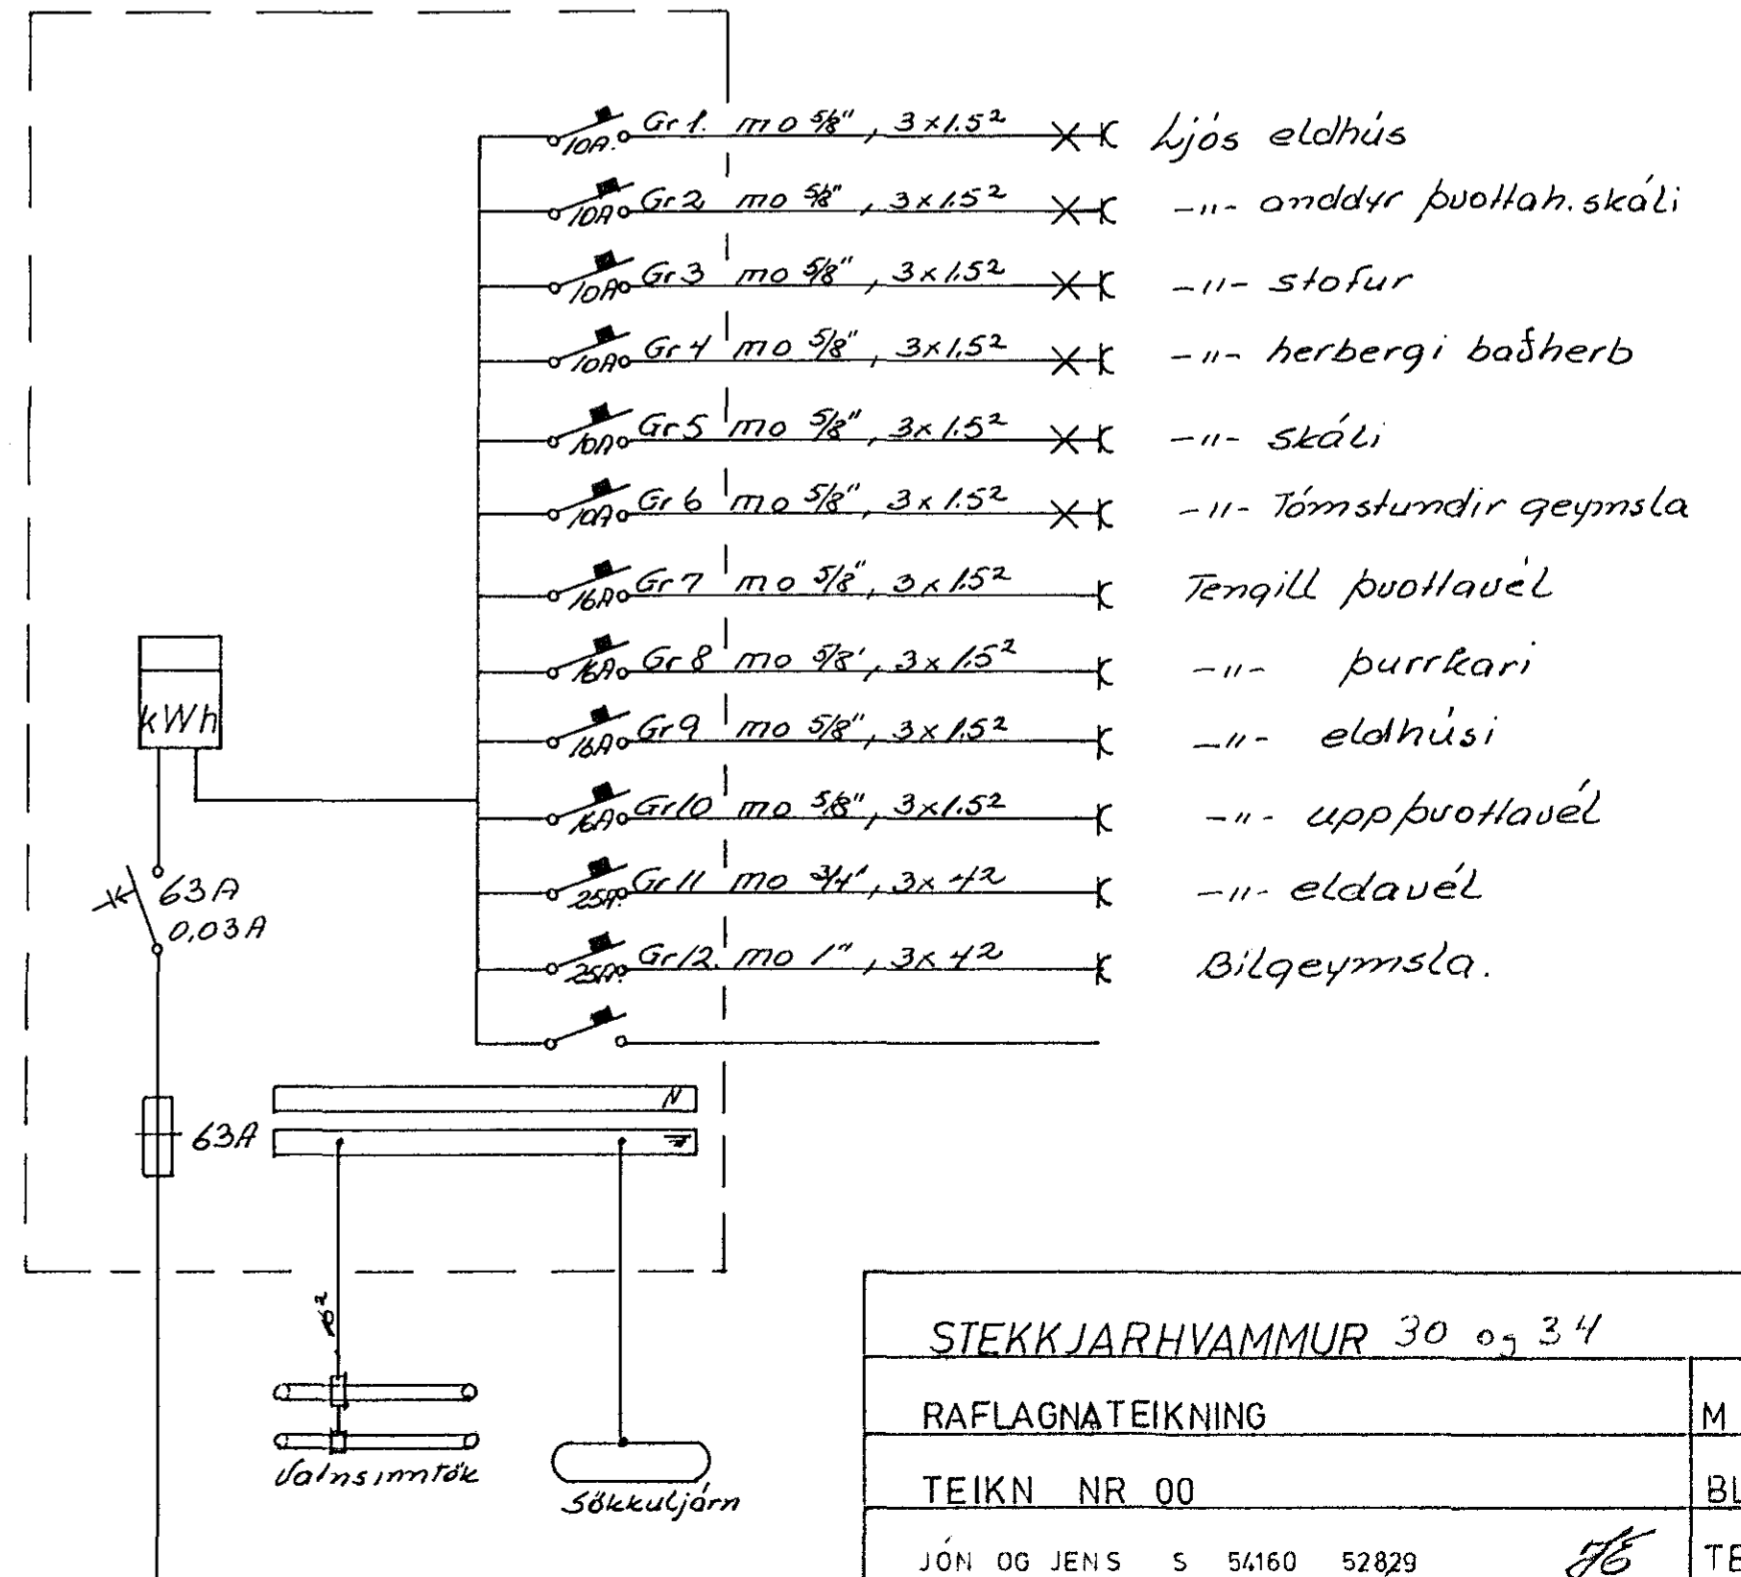 10A. Gr 1. mo 5/8", 3x1.5² Ljós eldhús
10A Gr 2 mo 5/8", 3x1.5² -"- anddyr þvottah. skáli
10A Gr 3 mo 5/8", 3x1.5² -"- stofur
10A Gr 4 mo 5/8", 3x1.5² -"- herbergi baðherb
10A Gr 5 mo 5/8", 3x1.5² -"- skáli
10A Gr 6 mo 5/8", 3x1.5² -"- Tómstundir geymsla
16A Gr 7 mo 5/8", 3x1.5² Tengill þvottavél
16A Gr 8 mo 5/8', 3x1.5² -"- þurrkari
kWh
16A Gr 9 mo 5/8", 3x1.5² -"- eldhúsi
16A Gr 10 mo 5/8", 3x1.5² -"- uppþvottavél
63A
0,03A
25A. Gr 11 mo 3/4", 3x4² -"- eldavél
25A. Gr 12. mo 1", 3x4² Bílgeymsla.
N
63A
STEKKJARHVAMMUR 30 og 34
RAFLAGNATEIKNING M
Vatnsinntök
TEIKN NR 00 BL
Sökkuljárn
JÓN OG JENS S 54160 52829 TE